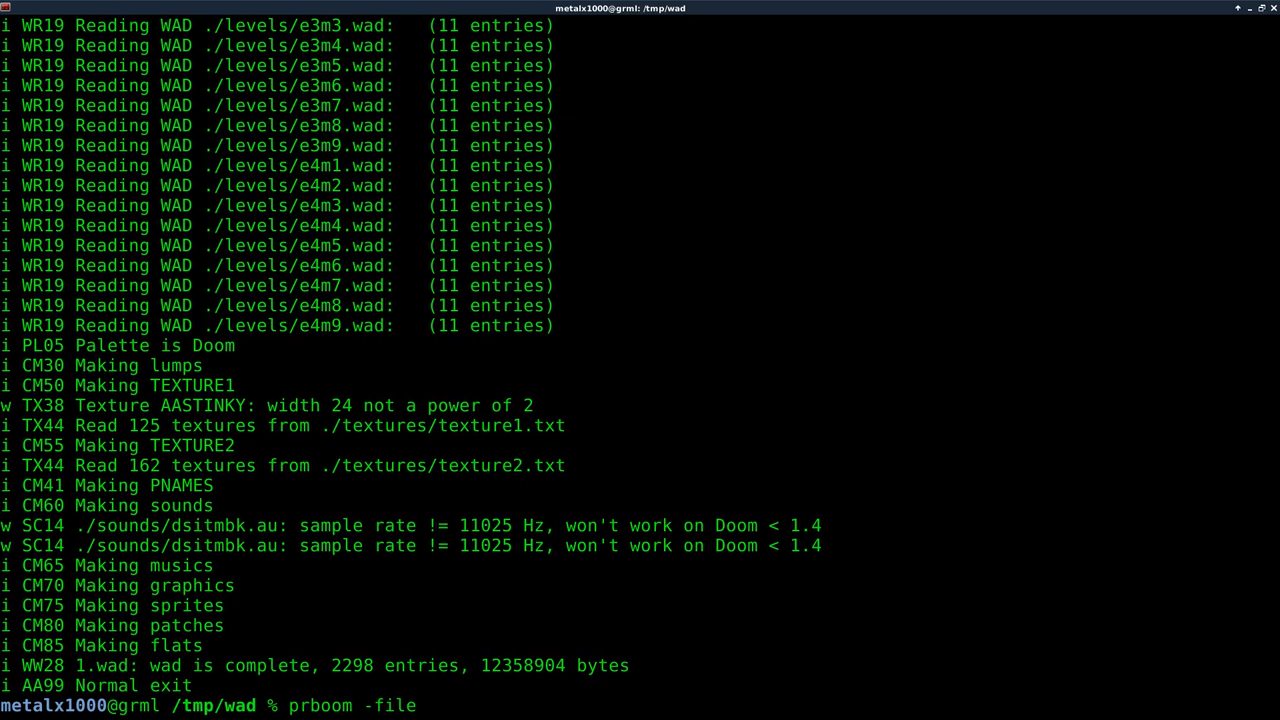 metalx1000@grml: /tmp/wad
i WR19 Reading WAD ./levels/e3m3.wad:   (11 entries)
i WR19 Reading WAD ./levels/e3m4.wad:   (11 entries)
i WR19 Reading WAD ./levels/e3m5.wad:   (11 entries)
i WR19 Reading WAD ./levels/e3m6.wad:   (11 entries)
i WR19 Reading WAD ./levels/e3m7.wad:   (11 entries)
i WR19 Reading WAD ./levels/e3m8.wad:   (11 entries)
i WR19 Reading WAD ./levels/e3m9.wad:   (11 entries)
i WR19 Reading WAD ./levels/e4m1.wad:   (11 entries)
i WR19 Reading WAD ./levels/e4m2.wad:   (11 entries)
i WR19 Reading WAD ./levels/e4m3.wad:   (11 entries)
i WR19 Reading WAD ./levels/e4m4.wad:   (11 entries)
i WR19 Reading WAD ./levels/e4m5.wad:   (11 entries)
i WR19 Reading WAD ./levels/e4m6.wad:   (11 entries)
i WR19 Reading WAD ./levels/e4m7.wad:   (11 entries)
i WR19 Reading WAD ./levels/e4m8.wad:   (11 entries)
i WR19 Reading WAD ./levels/e4m9.wad:   (11 entries)
i PL05 Palette is Doom
i CM30 Making lumps
i CM50 Making TEXTURE1
w TX38 Texture AASTINKY: width 24 not a power of 2
i TX44 Read 125 textures from ./textures/texture1.txt
i CM55 Making TEXTURE2
i TX44 Read 162 textures from ./textures/texture2.txt
i CM41 Making PNAMES
i CM60 Making sounds
w SC14 ./sounds/dsitmbk.au: sample rate != 11025 Hz, won't work on Doom < 1.4
w SC14 ./sounds/dsitmbk.au: sample rate != 11025 Hz, won't work on Doom < 1.4
i CM65 Making musics
i CM70 Making graphics
i CM75 Making sprites
i CM80 Making patches
i CM85 Making flats
i WW28 1.wad: wad is complete, 2298 entries, 12358904 bytes
i AA99 Normal exit
metalx1000@grml /tmp/wad % prboom -file